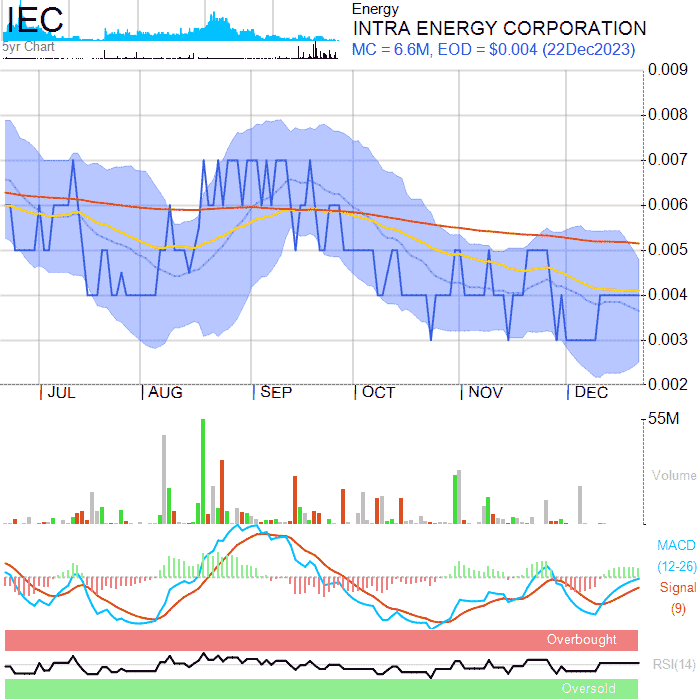 IEC
5yr Chart
Energy
INTRA ENERGY CORPORATION
MC = 6.6M, EOD = $0.004 (22Dec2023)
0.009
0.008
0.007
0.006
0.005
0.004
0.003
0.002
JUL AUG SEP OCT NOV DEC
55M
Volume
MACD
(12-26)
Signal
(9)
Overbought
RSI(14)
Oversold